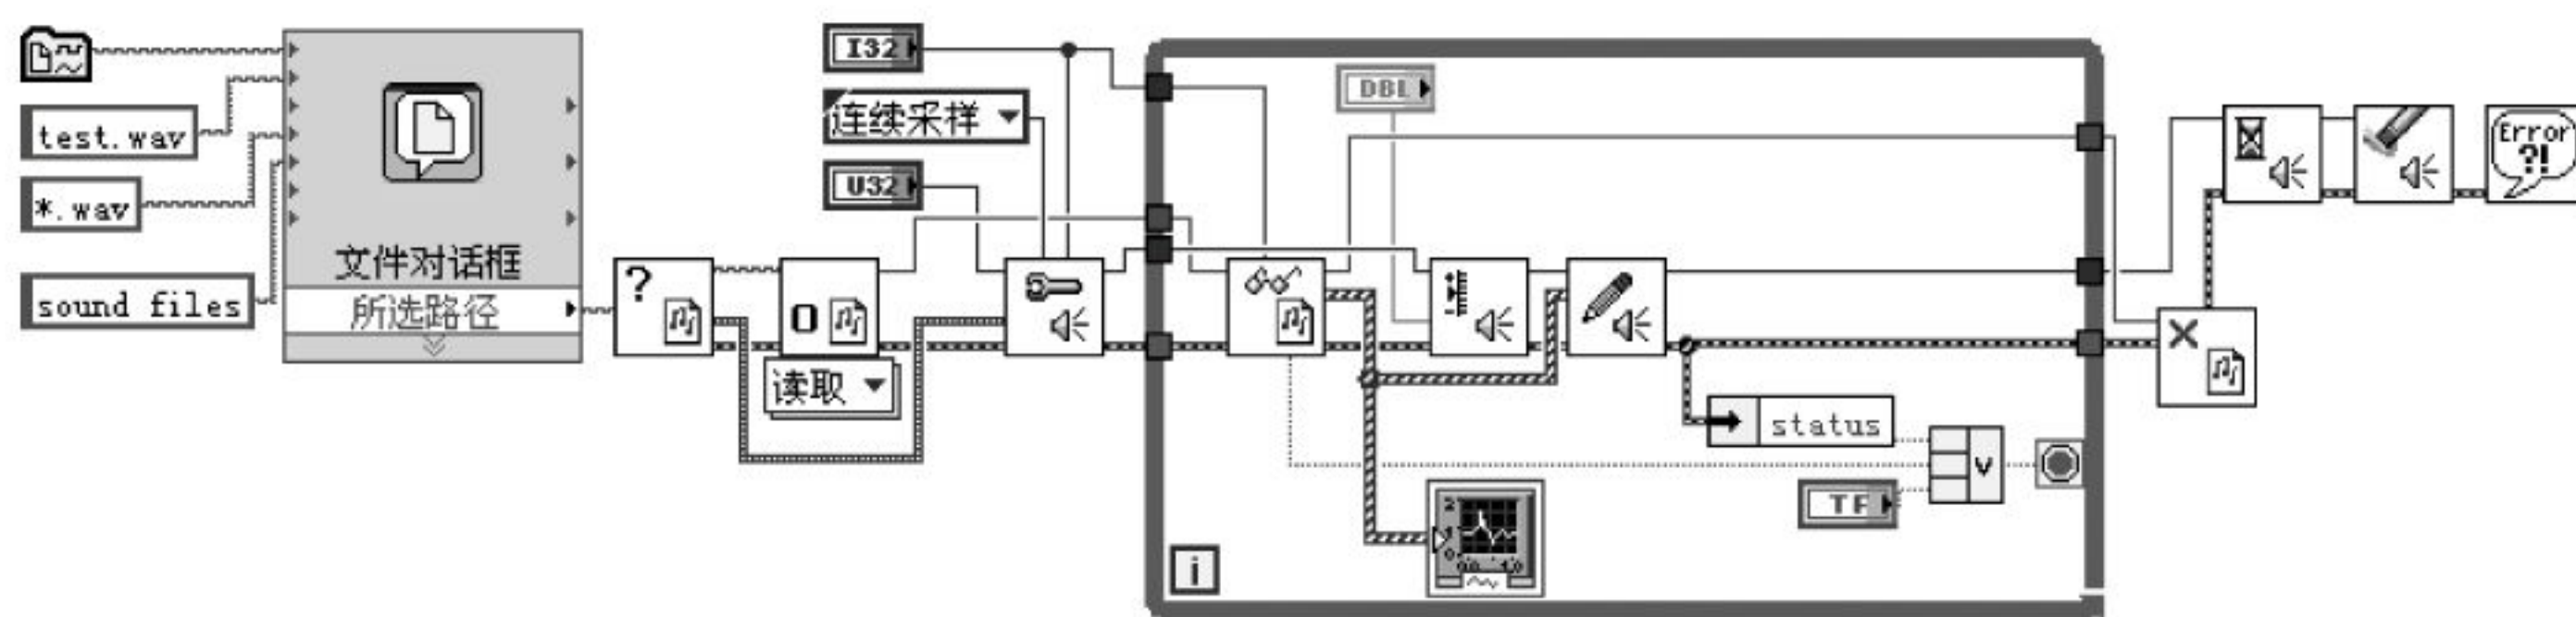 test.wav
*.wav
sound files
文件对话框
所选路径
读取
I32
连续采样
U32
DBL
status
TF
i
Error
?!